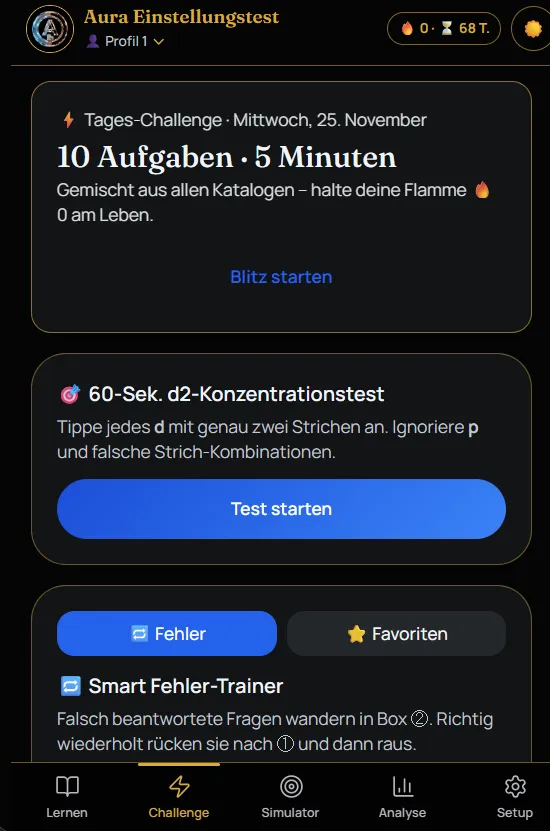 Aura Einstellungstest
👤 Profil 1
🔥 0 · ⏳ 68 T.
⚡ Tages-Challenge · Mittwoch, 25. November
10 Aufgaben · 5 Minuten
Gemischt aus allen Katalogen – halte deine Flamme 🔥
0 am Leben.
Blitz starten
🎯 60-Sek. d2-Konzentrationstest
Tippe jedes d mit genau zwei Strichen an. Ignoriere p
und falsche Strich-Kombinationen.
Test starten
🔁 Fehler
⭐ Favoriten
🔁 Smart Fehler-Trainer
Falsch beantwortete Fragen wandern in Box ②. Richtig
wiederholt rücken sie nach ① und dann raus.
Lernen
Challenge
Simulator
Analyse
Setup